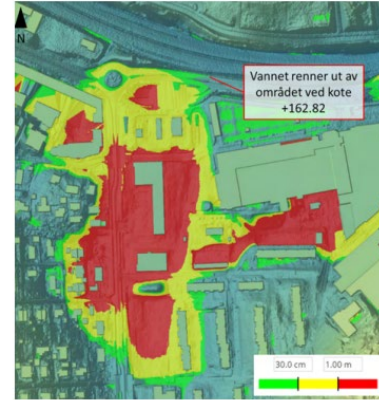 N
Vannet renner ut av
området ved kote
+162.82
30.0 cm 1.00 m